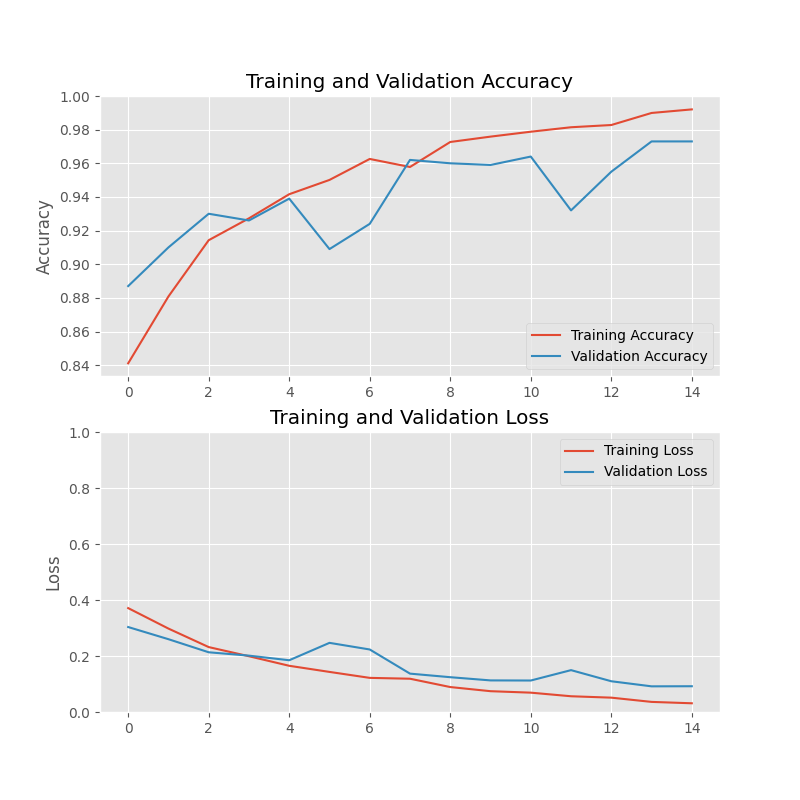 Training and Validation Accuracy
1.00
0.98
0.96
0.94
0.92
0.90
0.88
0.86
0.84
Accuracy
Training Accuracy
Validation Accuracy
0 2 4 6 8 10 12 14
Training and Validation Loss
1.0
0.8
0.6
0.4
0.2
0.0
Loss
Training Loss
Validation Loss
0 2 4 6 8 10 12 14